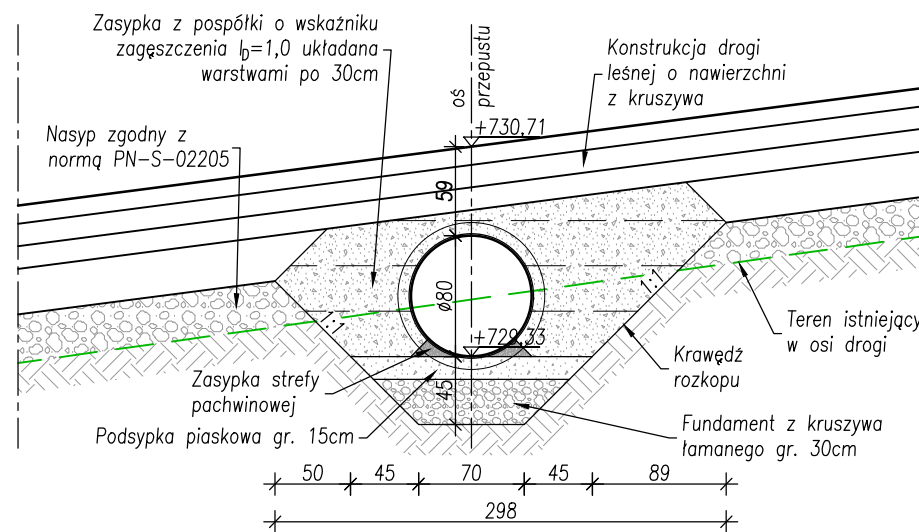 Zasypka z pospółki o wskaźniku
zagęszczenia I_D=1,0 układana
warstwami po 30cm
oś
przepustu
Konstrukcja drogi
leśnej o nawierzchni
z kruszywa
Nasyp zgodny z
normą PN-S-02205
+730,71
59
ø80
1:1
1:1
+729,33
45
Teren istniejący
w osi drogi
Krawędź
rozkopu
Zasypka strefy
pachwinowej
Podsypka piaskowa gr. 15cm
Fundament z kruszywa
łamanego gr. 30cm
50 45 70 45 89
298